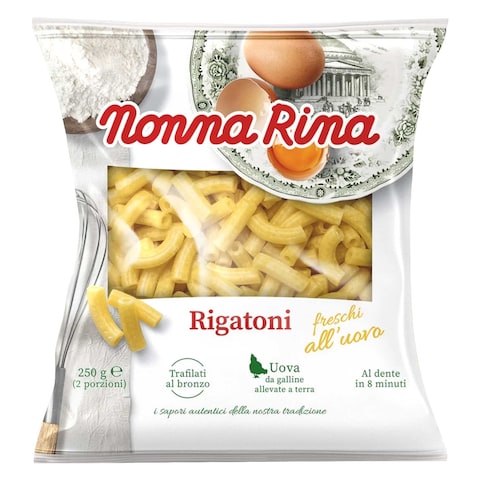 Nonna Rina
Rigatoni
freschi
all'uovo
250 g e
(2 porzioni)
Trafilati
al bronzo
Uova
da galline
allevate a terra
Al dente
in 8 minuti
i sapori autentici della nostra tradizione